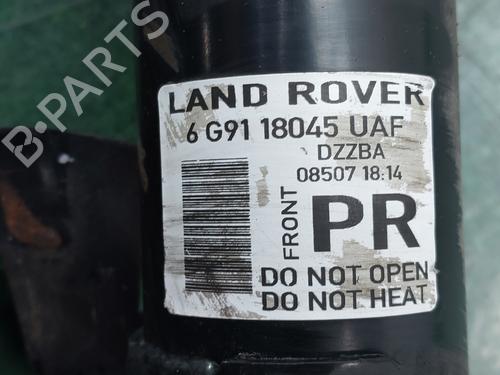 LAND ROVER
6 G91 18045 UAF
DZZBA
08507 18:14
FRONT
PR
DO NOT OPEN
DO NOT HEAT
B-PARTS